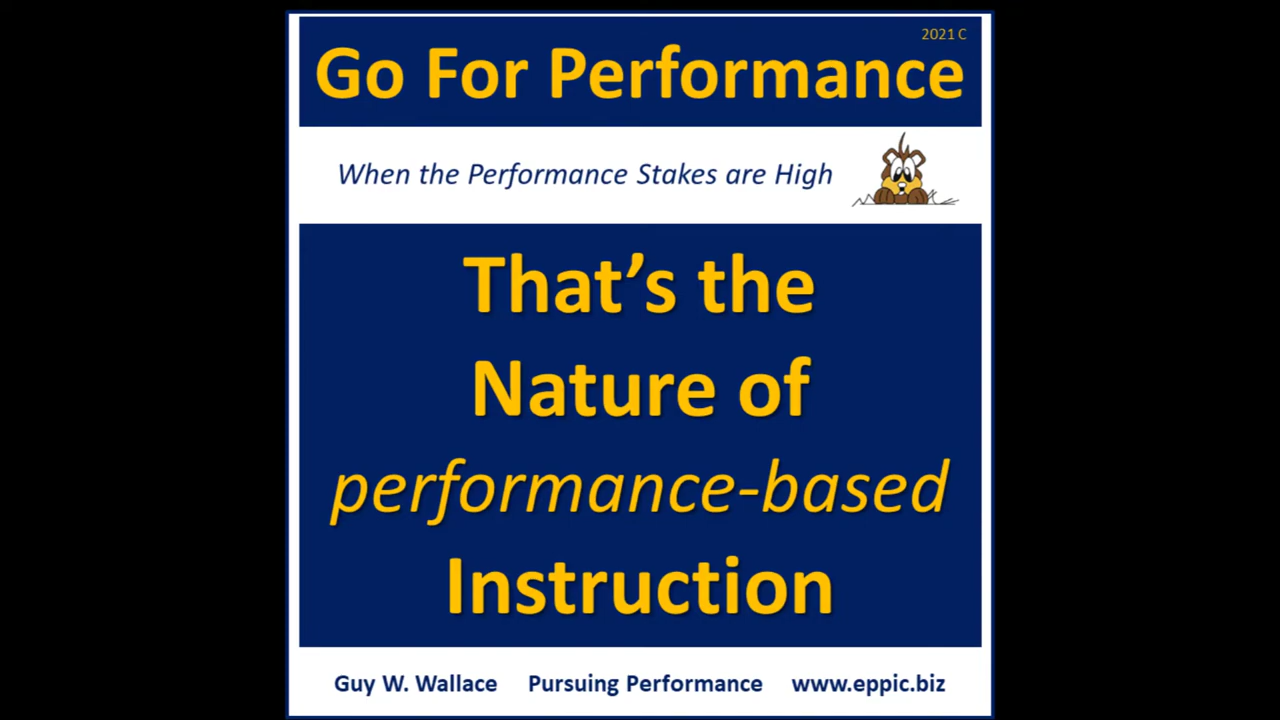 2021 C
Go For Performance
When the Performance Stakes are High
That’s the
Nature of
performance-based
Instruction
Guy W. Wallace Pursuing Performance www.eppic.biz